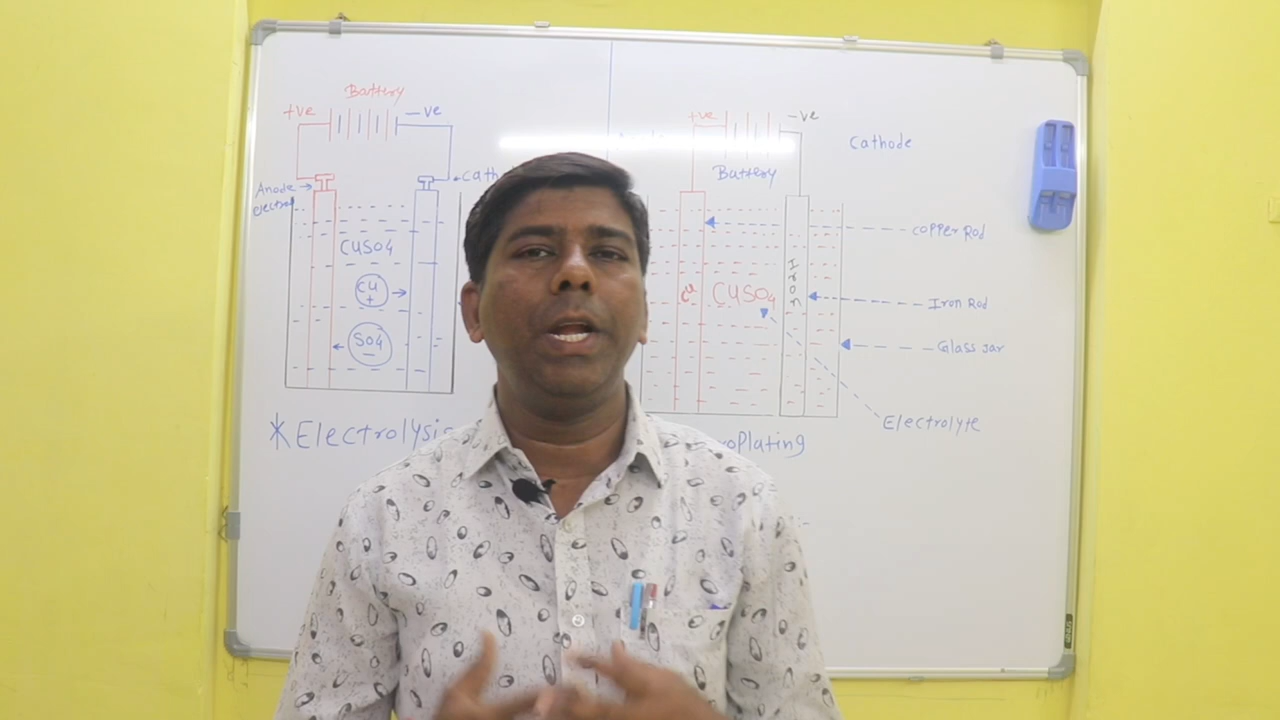 Battery
+ve
-ve
Anode
Electrod
cath
CUSO4
Cu
+
SO4
-
*Electrolysis
+ve
-ve
Battery
Cathode
Copper Rod
Cu
CUSO4
Iron
Iron Rod
Glass jar
Electrolyte
oPlating